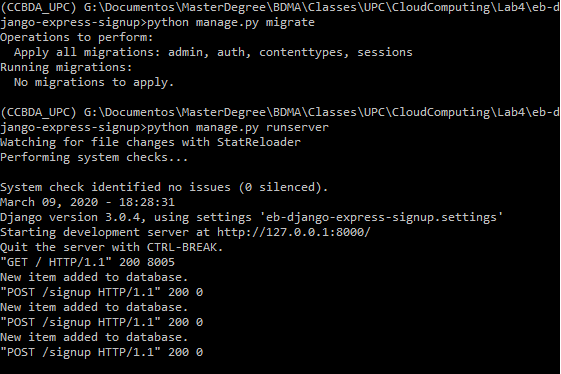 (CCBDA_UPC) G:\Documentos\MasterDegree\BDMA\Classes\UPC\CloudComputing\Lab4\eb-d
jango-express-signup>python manage.py migrate
Operations to perform:
  Apply all migrations: admin, auth, contenttypes, sessions
Running migrations:
  No migrations to apply.
(CCBDA_UPC) G:\Documentos\MasterDegree\BDMA\Classes\UPC\CloudComputing\Lab4\eb-d
jango-express-signup>python manage.py runserver
Watching for file changes with StatReloader
Performing system checks...
System check identified no issues (0 silenced).
March 09, 2020 - 18:28:31
Django version 3.0.4, using settings 'eb-django-express-signup.settings'
Starting development server at http://127.0.0.1:8000/
Quit the server with CTRL-BREAK.
"GET / HTTP/1.1" 200 8005
New item added to database.
"POST /signup HTTP/1.1" 200 0
New item added to database.
"POST /signup HTTP/1.1" 200 0
New item added to database.
"POST /signup HTTP/1.1" 200 0